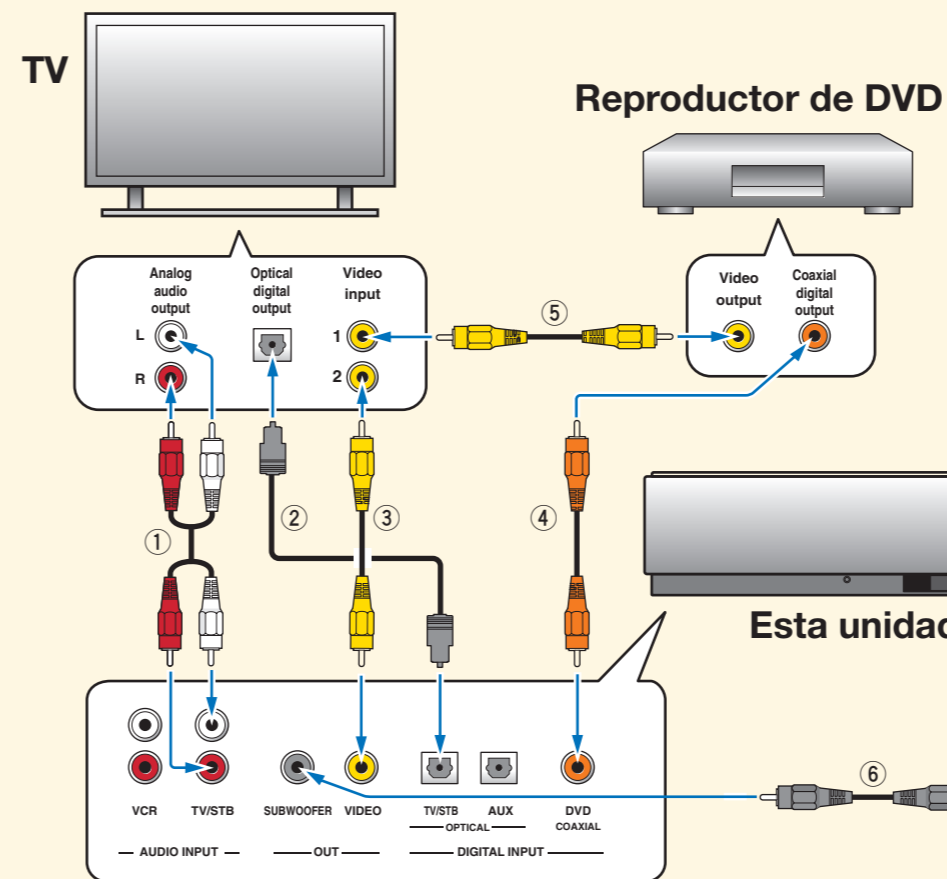 TV
Reproductor de DVD
Analog
audio
output
Optical
digital
output
Video
input
Video
output
Coaxial
digital
output
L
R
1
2
⑤
①
②
③
④
Esta unidad
⑥
VCR
TV/STB
SUBWOOFER
VIDEO
TV/STB
AUX
DVD
OPTICAL
COAXIAL
AUDIO INPUT
OUT
DIGITAL INPUT